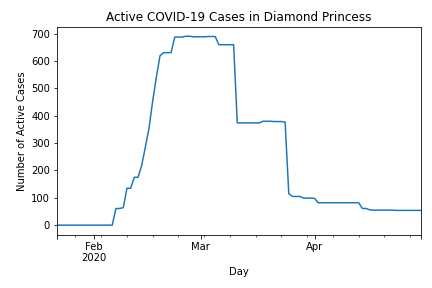 Active COVID-19 Cases in Diamond Princess
700
600
500
400
300
200
100
0
Number of Active Cases
Feb
2020
Mar
Apr
Day